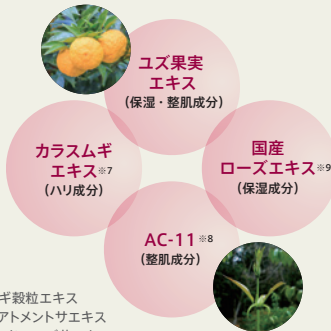 ユズ果実
エキス
（保湿・整肌成分）
カラスムギ
エキス※7
（ハリ成分）
国産
ローズエキス※9
（保湿成分）
AC-11※8
（整肌成分）
ギ穀粒エキス
アトメントサエキス